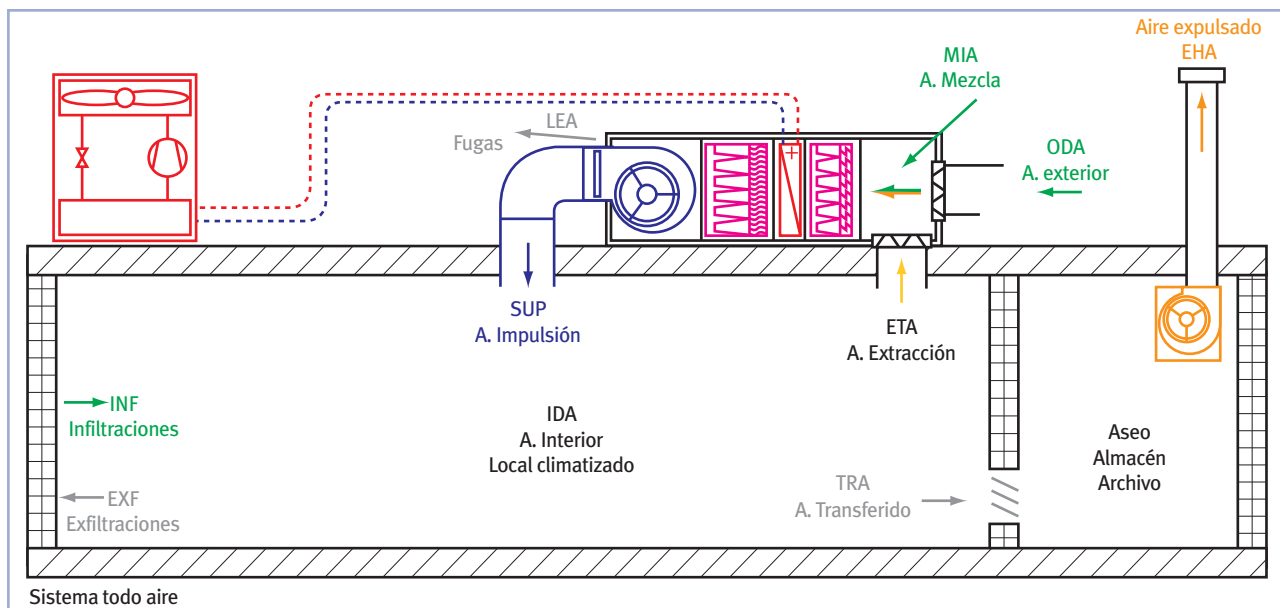 Aire expulsado
EHA
MIA
A. Mezcla
LEA
Fugas
ODA
A. exterior
+
SUP
A. Impulsión
ETA
A. Extracción
INF
Infiltraciones
IDA
A. Interior
Local climatizado
Aseo
Almacén
Archivo
EXF
Exfiltraciones
TRA
A. Transferido
Sistema todo aire